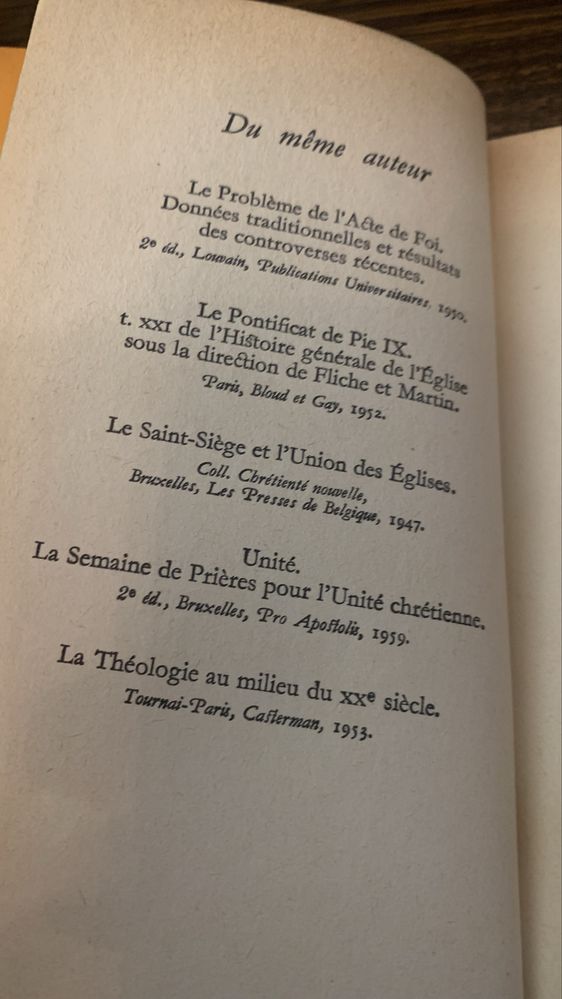 Du même auteur
Le Problème de l'Acte de Foi.
Données traditionnelles et résultats
des controverses récentes.
2e éd., Louvain, Publications Universitaires, 1950.
Le Pontificat de Pie IX.
t. XXI de l'Histoire générale de l'Église
sous la direction de Fliche et Martin.
Paris, Bloud et Gay, 1952.
Le Saint-Siège et l'Union des Églises.
Coll. Chrétienté nouvelle,
Bruxelles, Les Presses de Belgique, 1947.
Unité.
La Semaine de Prières pour l'Unité chrétienne.
2e éd., Bruxelles, Pro Apostolis, 1959.
La Théologie au milieu du XXe siècle.
Tournai-Paris, Casterman, 1953.